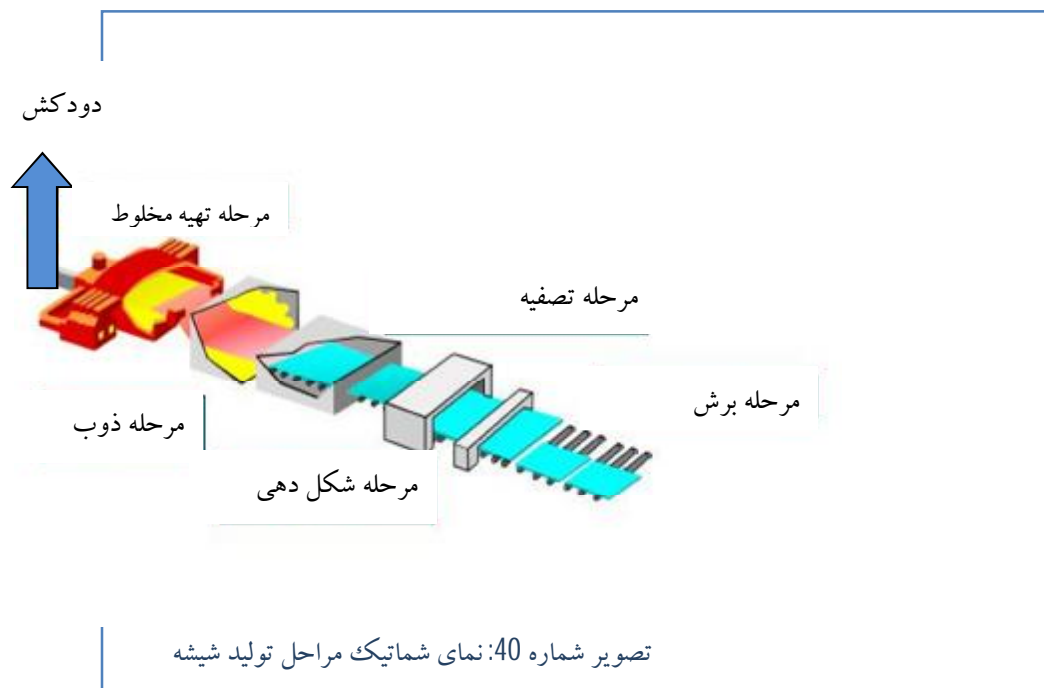 دودکش
مرحله تهیه مخلوط
مرحله تصفیه
مرحله برش
مرحله ذوب
مرحله شکل دهی
تصویر شماره 40: نمای شماتیک مراحل تولید شیشه